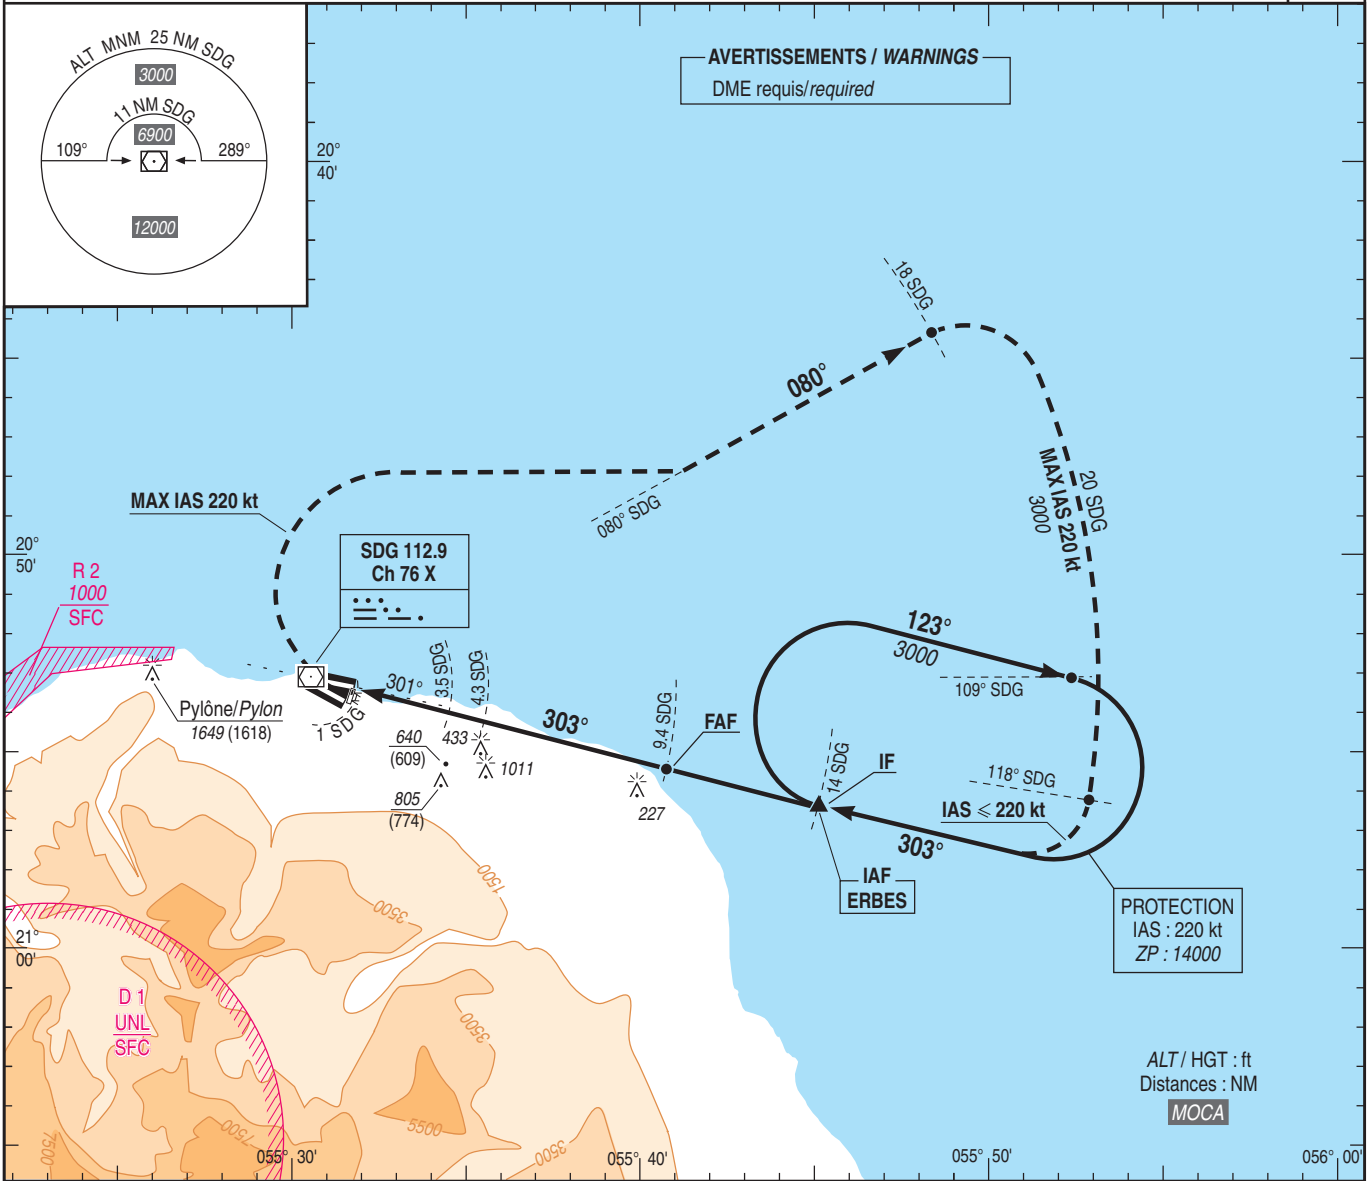 ALT MNM 25 NM SDG
3000
11 NM SDG
6900
109°
289°
12000
AVERTISSEMENTS / WARNINGS
DME requis/required
20°
40'
18 SDG
080°
MAX IAS 220 kt
080° SDG
20 SDG
MAX IAS 220 kt
3000
20°
50'
SDG 112.9
Ch 76 X
R 2
1000
SFC
123°
3000
109° SDG
301°
3.5 SDG
4.3 SDG
303°
9.4 SDG
FAF
14 SDG
IF
Pylône/Pylon
1649 (1618)
1 SDG
640
(609)
433
1011
805
(774)
227
118° SDG
IAS ⩽ 220 kt
303°
IAF
ERBES
PROTECTION
IAS : 220 kt
ZP : 14000
1500
3500
21°
00'
D 1
UNL
SFC
3500
5500
7500
7500
3500
ALT / HGT : ft
Distances : NM
MOCA
055° 30'
055° 40'
055° 50'
056° 00'